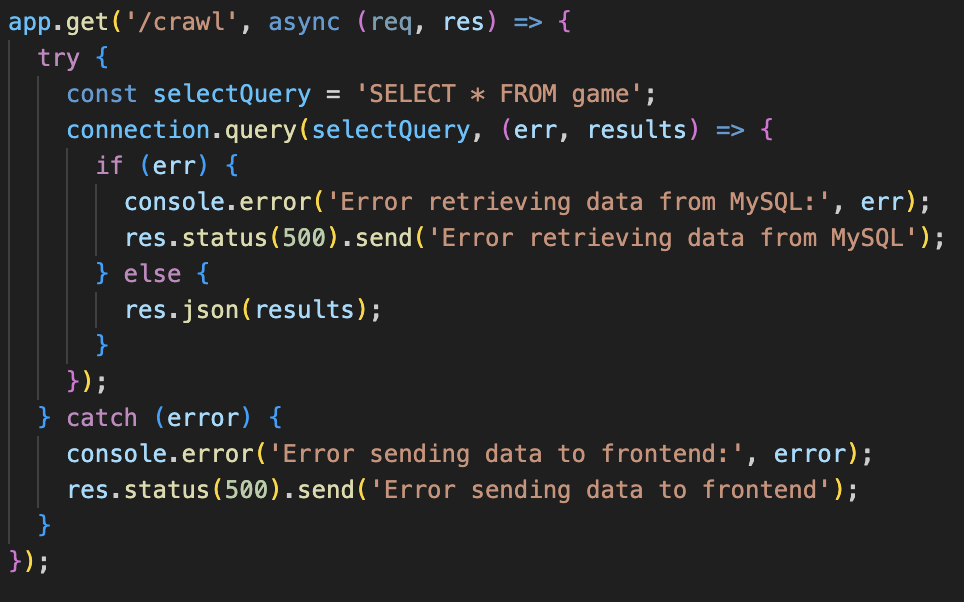 app.get('/crawl', async (req, res) => {
  try {
    const selectQuery = 'SELECT * FROM game';
    connection.query(selectQuery, (err, results) => {
      if (err) {
        console.error('Error retrieving data from MySQL:', err);
        res.status(500).send('Error retrieving data from MySQL');
      } else {
        res.json(results);
      }
    });
  } catch (error) {
    console.error('Error sending data to frontend:', error);
    res.status(500).send('Error sending data to frontend');
  }
});